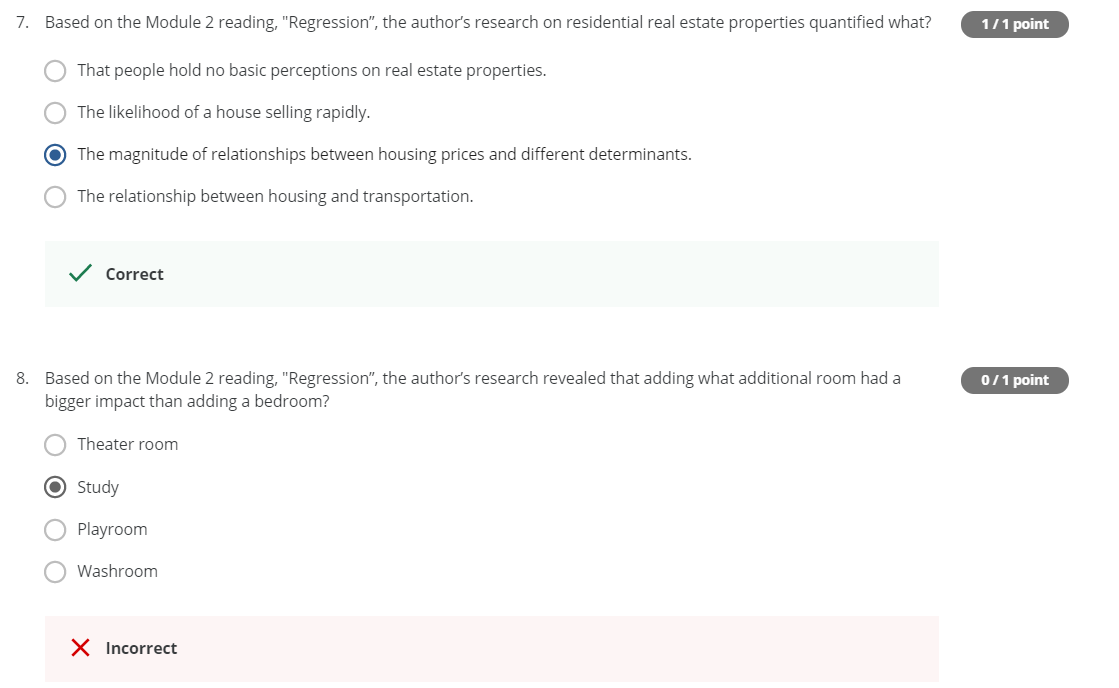 7. Based on the Module 2 reading, "Regression”, the author’s research on residential real estate properties quantified what?
1 / 1 point
That people hold no basic perceptions on real estate properties.
The likelihood of a house selling rapidly.
The magnitude of relationships between housing prices and different determinants.
The relationship between housing and transportation.
Correct
8. Based on the Module 2 reading, "Regression”, the author’s research revealed that adding what additional room had a
bigger impact than adding a bedroom?
0 / 1 point
Theater room
Study
Playroom
Washroom
Incorrect